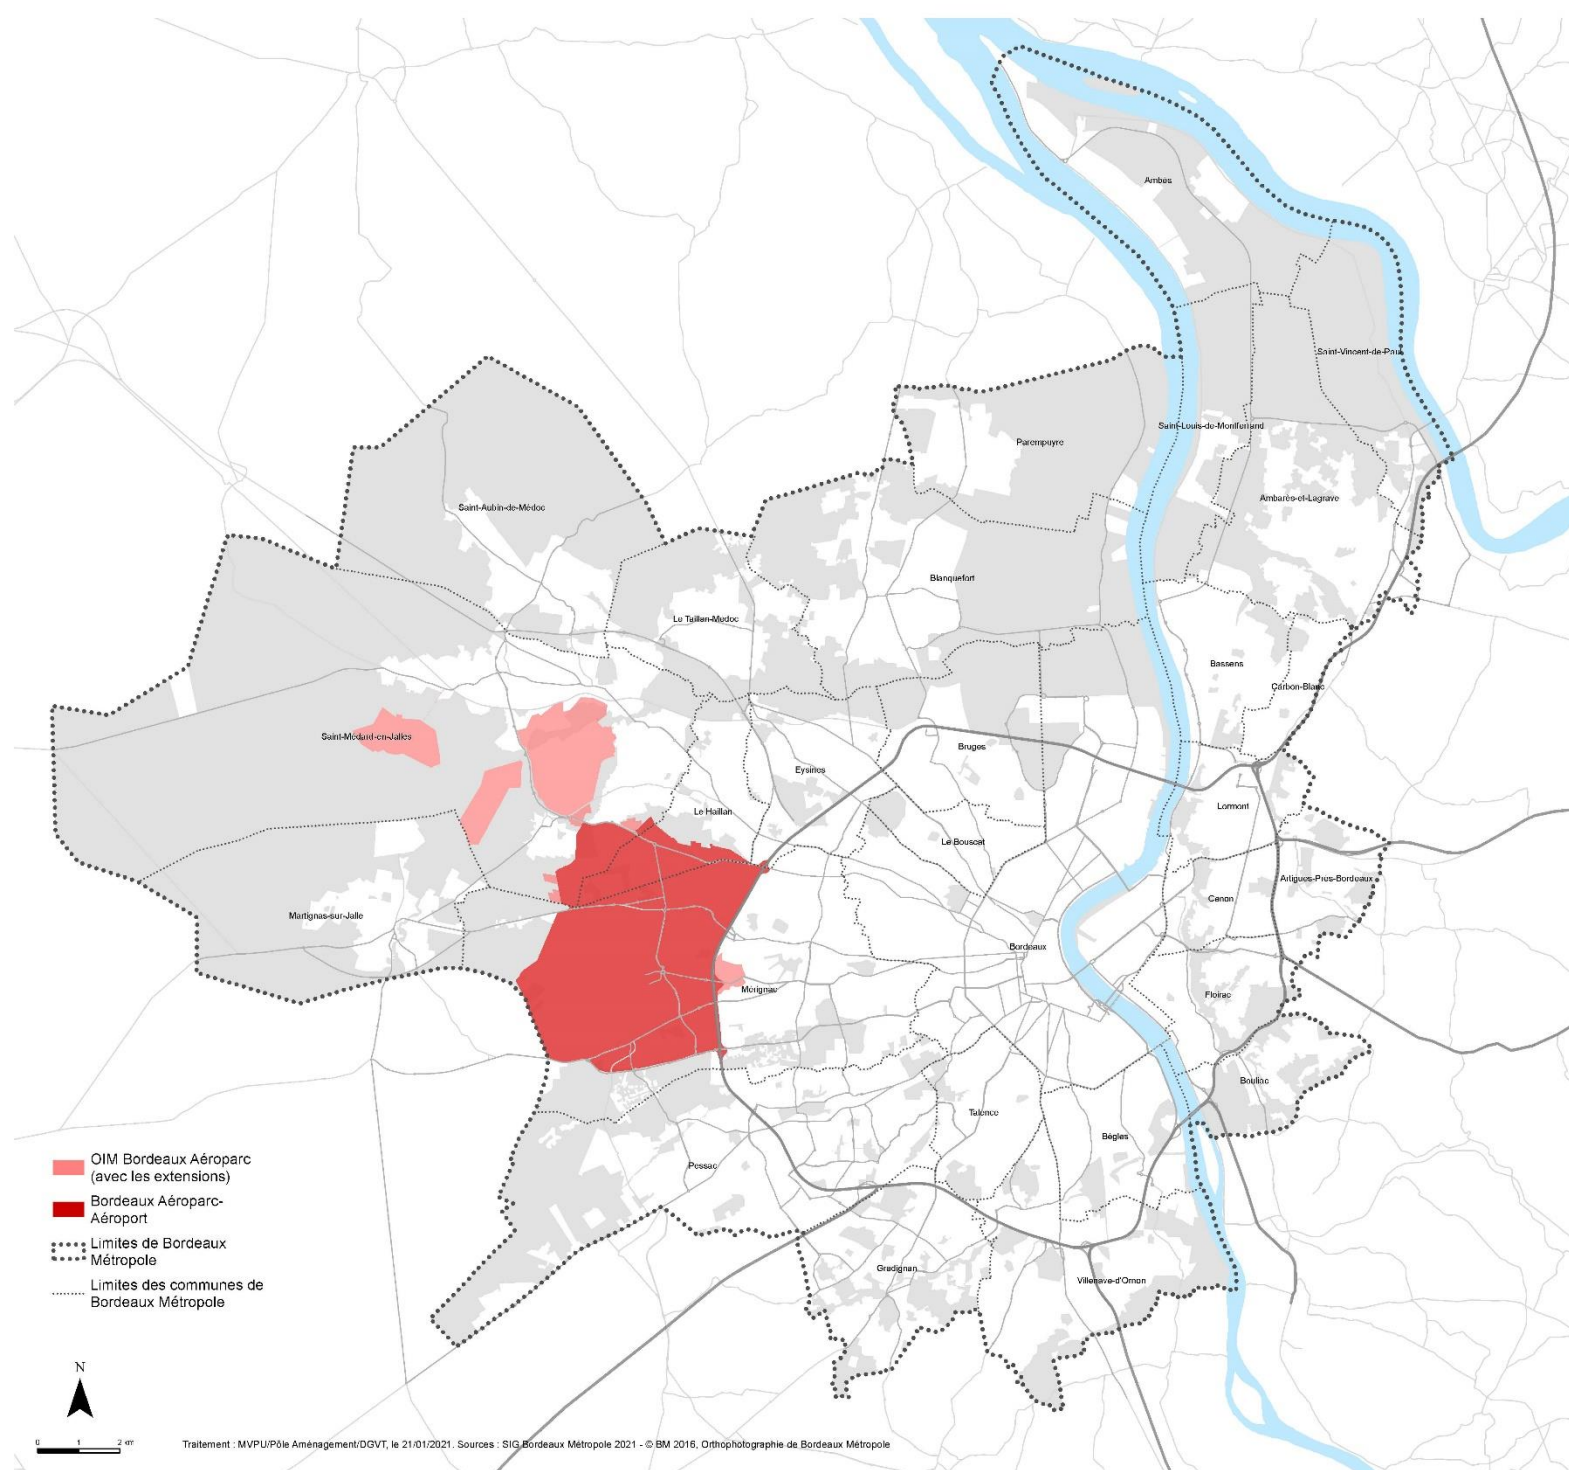 Ambès
Saint-Vincent-de-Paul
Saint-Louis-de-Montferrand
Parempuyre
Ambarès-et-Lagrave
Saint-Aubin-de-Médoc
Blanquefort
Le Taillan-Medoc
Bassens
Carbon-Blanc
Saint-Médard-en-Jalles
Bruges
Eysines
Lormont
Le Haillan
Le Bouscat
Artigues-Près-Bordeaux
Cenon
Martignas-sur-Jalle
Bordeaux
Mérignac
Floirac
Bouliac
Talence
Bègles
Pessac
Gradignan
Villenave-d'Ornon
OIM Bordeaux Aéroparc
(avec les extensions)
Bordeaux Aéroparc-
Aéroport
Limites de Bordeaux
Métropole
Limites des communes de
Bordeaux Métropole
N
0 1 2 km
Traitement : MVPU/Pôle Aménagement/DGVT, le 21/01/2021. Sources : SIG Bordeaux Métropole 2021 - © BM 2016, Orthophotographie de Bordeaux Métropole